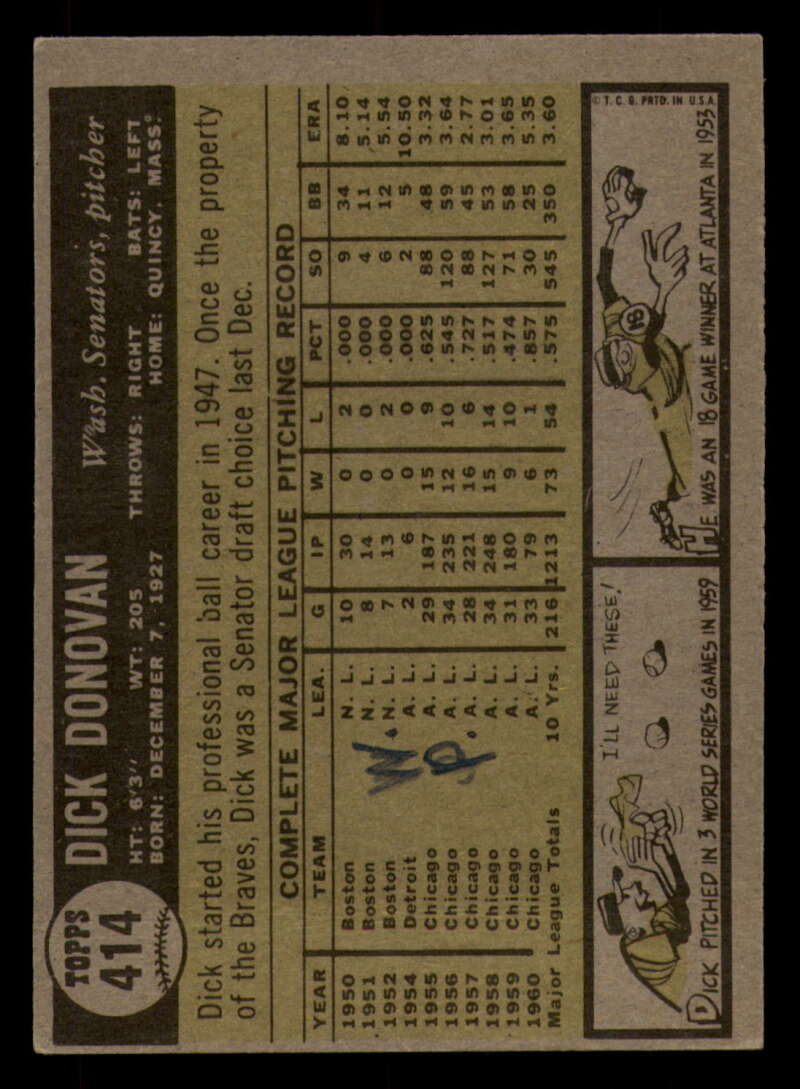 TOPPS
414
DICK DONOVAN Wash. Senators, pitcher
HT: 6'3" WT: 205 THROWS: RIGHT BATS: LEFT
BORN: DECEMBER 7, 1927 HOME: QUINCY, MASS.
Dick started his professional ball career in 1947. Once the property
of the Braves, Dick was a Senator draft choice last Dec.
COMPLETE MAJOR LEAGUE PITCHING RECORD
YEAR TEAM LEA. G IP W L PCT SO BB ERA
1950 Boston N. L. 10 30 0 2 .000 9 34 8.10
1951 Boston N. L. 8 14 0 0 .000 4 11 5.14
1952 Boston N. L. 7 13 0 2 .000 6 12 5.54
1954 Detroit A. L. 2 6 0 0 .000 2 5 10.50
1955 Chicago A. L. 29 187 15 9 .625 88 48 3.32
1956 Chicago A. L. 34 235 12 10 .545 120 59 3.64
1957 Chicago A. L. 28 221 16 6 .727 88 45 2.77
1958 Chicago A. L. 34 248 15 14 .517 127 53 3.01
1959 Chicago A. L. 31 180 9 10 .474 71 58 3.65
1960 Chicago A. L. 33 79 6 1 .857 30 25 5.35
Major League Totals 10 Yrs. 216 1213 73 54 .575 545 350 3.60
W.
P.
I'LL NEED THESE!
DICK PITCHED IN 3 WORLD SERIES GAMES IN 1959
18
© T. C. G. PRTD. IN U.S.A.
HE WAS AN 18 GAME WINNER AT ATLANTA IN 1953